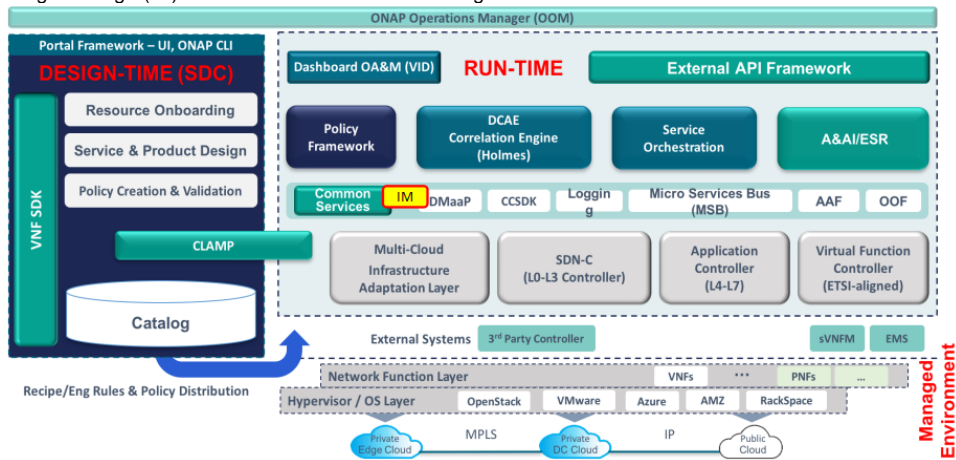 ONAP Operations Manager (OOM)
Portal Framework – UI, ONAP CLI
DESIGN-TIME (SDC)
VNF SDK
Resource Onboarding
Service & Product Design
Policy Creation & Validation
CLAMP
Catalog
Recipe/Eng Rules & Policy Distribution
Dashboard OA&M (VID)
RUN-TIME
External API Framework
Policy
Framework
DCAE
Correlation Engine
(Holmes)
Service
Orchestration
A&AI/ESR
Common
Services
IM
DMaaP
CCSDK
Loggin
g
Micro Services Bus
(MSB)
AAF
OOF
Multi-Cloud
Infrastructure
Adaptation Layer
SDN-C
(L0-L3 Controller)
Application
Controller
(L4-L7)
Virtual Function
Controller
(ETSI-aligned)
External Systems
3rd Party Controller
sVNFM
EMS
Network Function Layer
VNFs
...
PNFs
...
Hypervisor / OS Layer
OpenStack
VMware
Azure
AMZ
RackSpace
Private
Edge Cloud
MPLS
Private
DC Cloud
IP
Public
Cloud
Managed
Environment